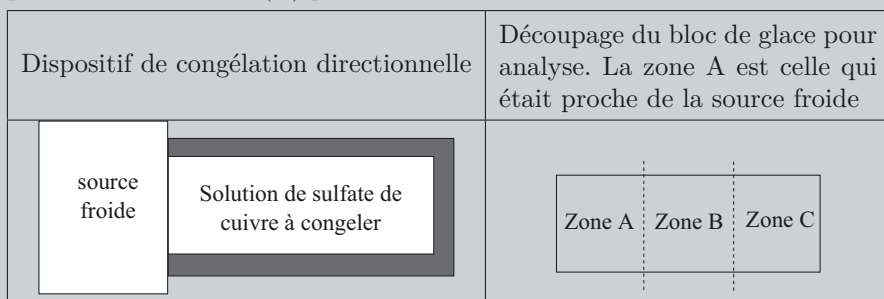 Dispositif de congélation directionnelle
Découpage du bloc de glace pour
analyse. La zone A est celle qui
était proche de la source froide
source
froide
Solution de sulfate de
cuivre à congeler
Zone A
Zone B
Zone C